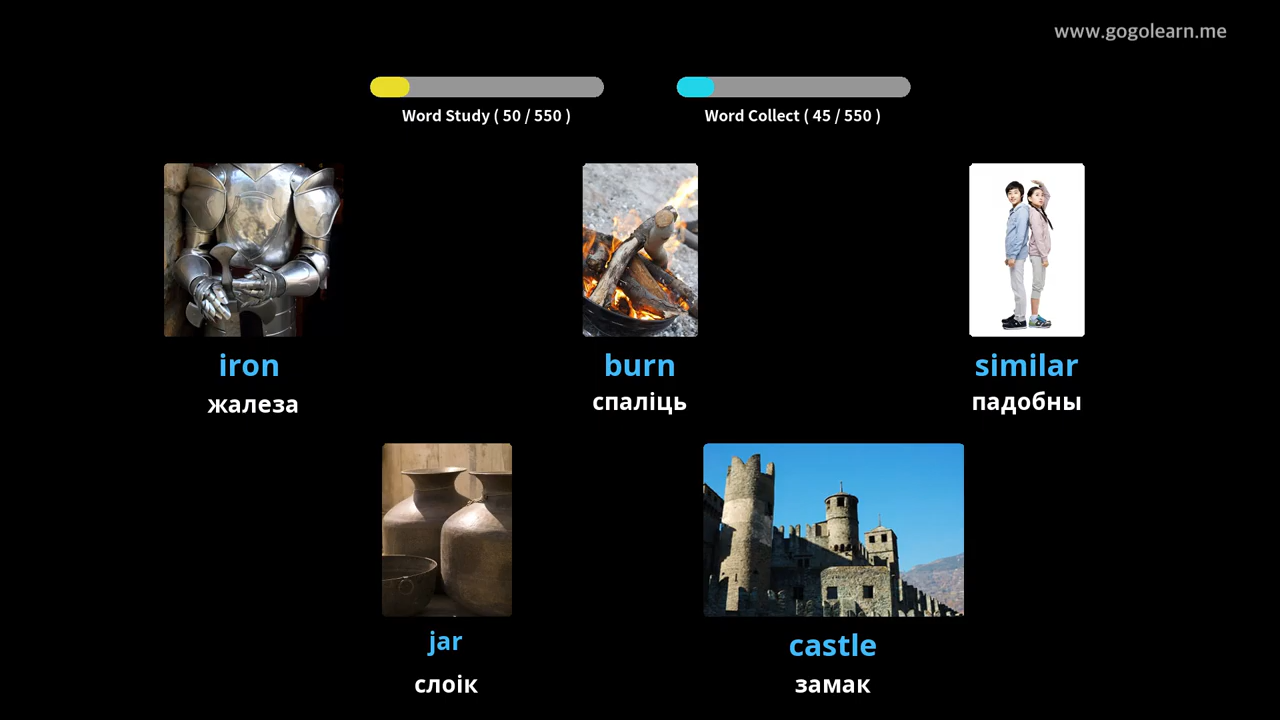 www.gogolearn.me
Word Study ( 50 / 550 )
Word Collect ( 45 / 550 )
iron
burn
similar
жалеза
спаліць
падобны
jar
castle
слоік
замак